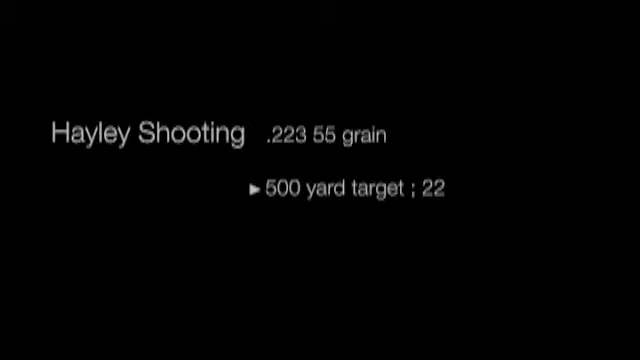 Hayley Shooting .223 55 grain
▸ 500 yard target ; 22